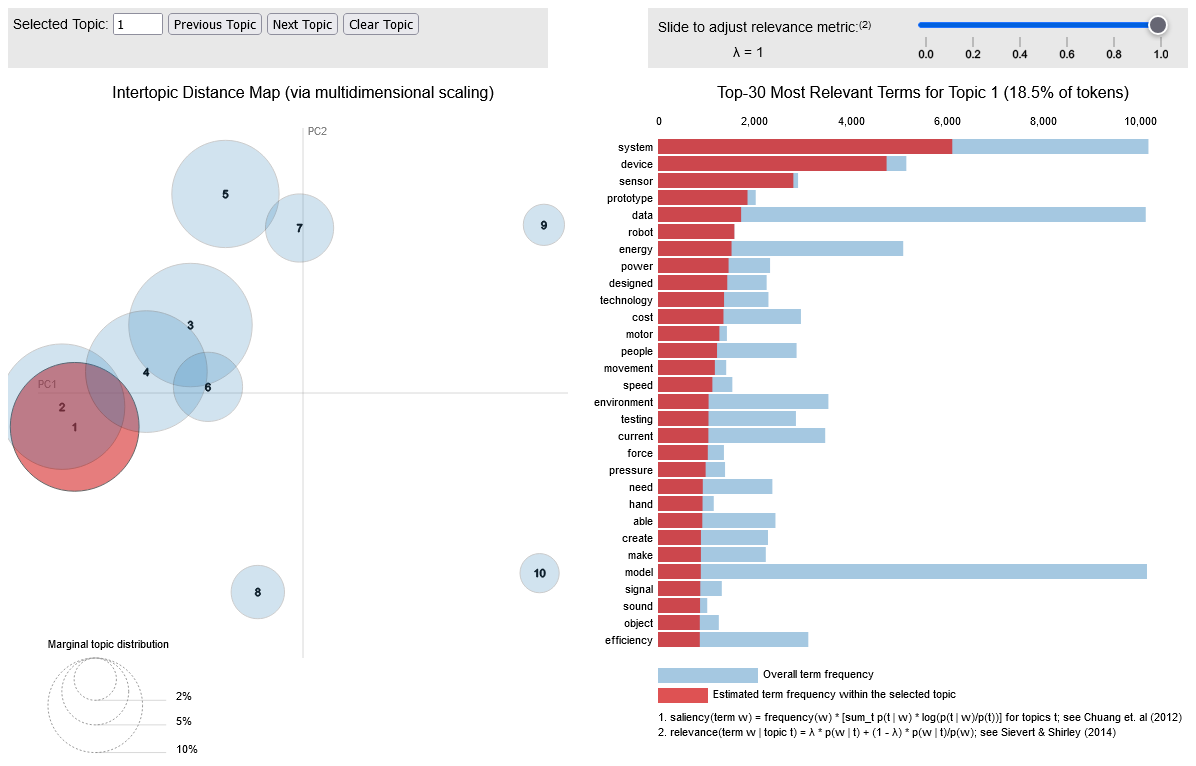 Selected Topic: 1 Previous Topic Next Topic Clear Topic
Slide to adjust relevance metric:(2)
λ = 1
0.0 0.2 0.4 0.6 0.8 1.0
Intertopic Distance Map (via multidimensional scaling)
PC2
PC1
5
7
9
3
4
6
2
1
8
10
Marginal topic distribution
2%
5%
10%
Top-30 Most Relevant Terms for Topic 1 (18.5% of tokens)
0 2,000 4,000 6,000 8,000 10,000
system
device
sensor
prototype
data
robot
energy
power
designed
technology
cost
motor
people
movement
speed
environment
testing
current
force
pressure
need
hand
able
create
make
model
signal
sound
object
efficiency
Overall term frequency
Estimated term frequency within the selected topic
1. saliency(term w) = frequency(w) * [sum_t p(t | w) * log(p(t | w)/p(t))] for topics t; see Chuang et. al (2012)
2. relevance(term w | topic t) = λ * p(w | t) + (1 - λ) * p(w | t)/p(w); see Sievert & Shirley (2014)